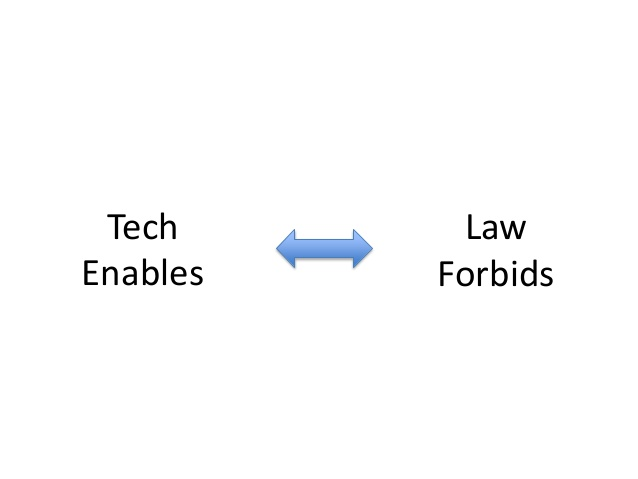 Tech
Enables
Law
Forbids